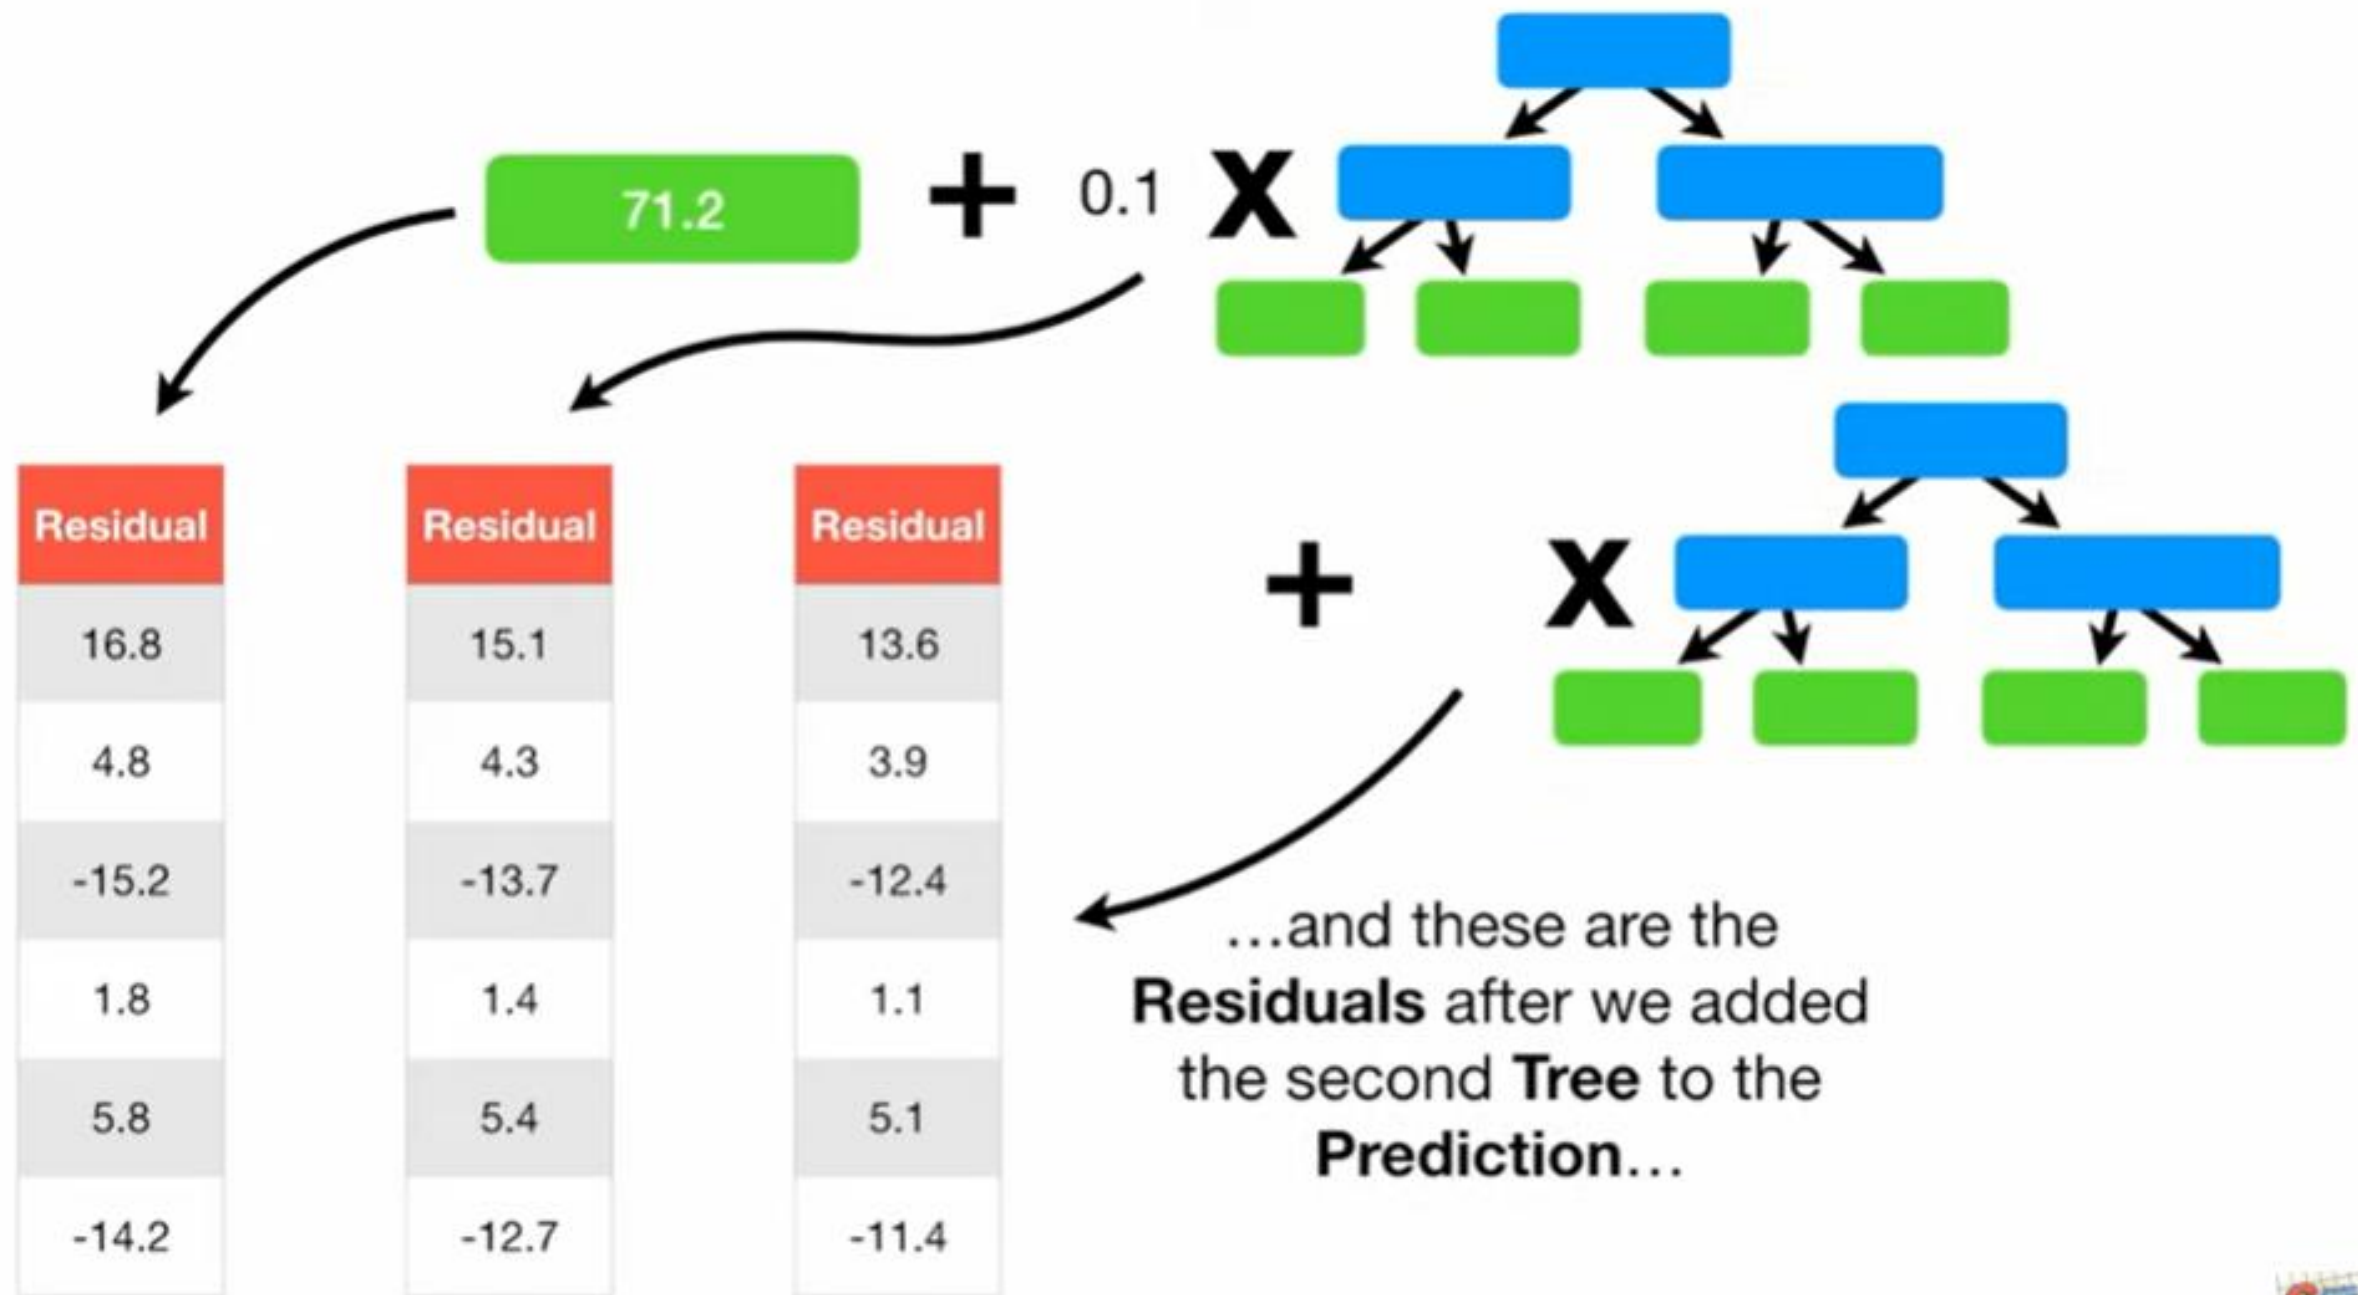 71.2 + 0.1 X
+ X
Residual Residual Residual
16.8 15.1 13.6
4.8 4.3 3.9
-15.2 -13.7 -12.4
1.8 1.4 1.1
5.8 5.4 5.1
-14.2 -12.7 -11.4
...and these are the
Residuals after we added
the second Tree to the
Prediction...